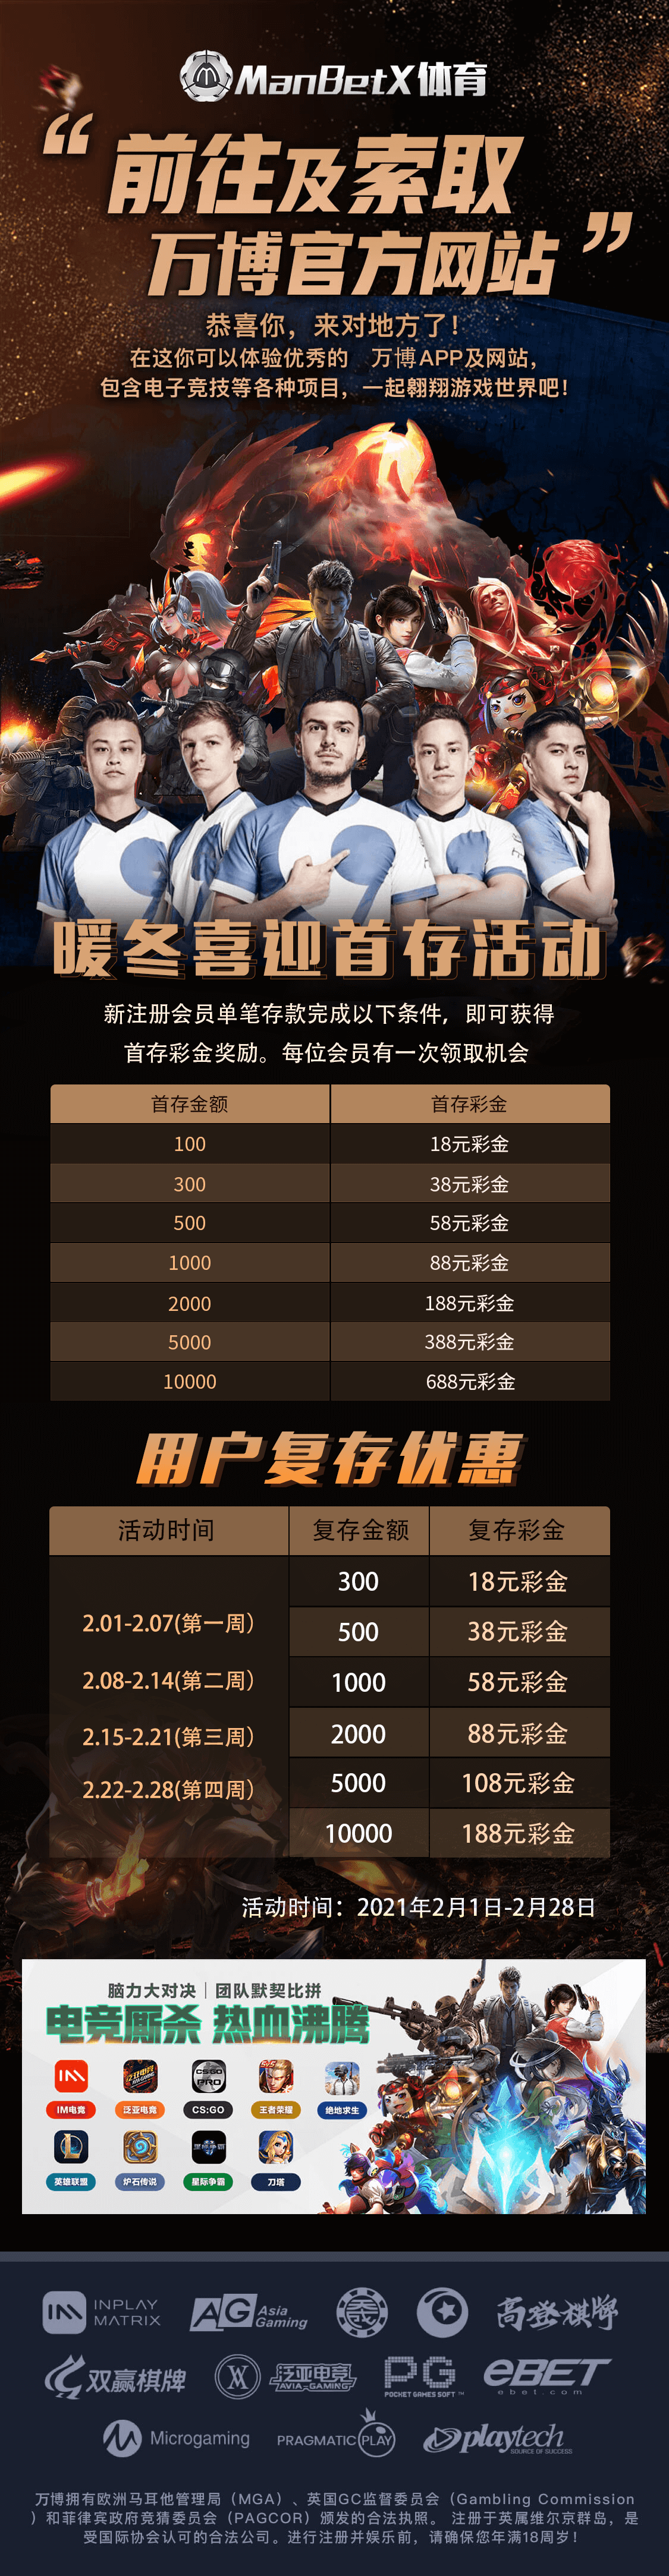 ManBetX体育
“前往及索取
万博官方网站”
恭喜你，来对地方了！
在这你可以体验优秀的 万博APP及网站，
包含电子竞技等各种项目，一起翱翔游戏世界吧！
暖冬喜迎首存活动
新注册会员单笔存款完成以下条件，即可获得
首存彩金奖励。每位会员有一次领取机会
首存金额 首存彩金
100 18元彩金
300 38元彩金
500 58元彩金
1000 88元彩金
2000 188元彩金
5000 388元彩金
10000 688元彩金
用户复存优惠
活动时间 复存金额 复存彩金
2.01-2.07(第一周)
2.08-2.14(第二周)
2.15-2.21(第三周)
2.22-2.28(第四周)
300 18元彩金
500 38元彩金
1000 58元彩金
2000 88元彩金
5000 108元彩金
10000 188元彩金
活动时间：2021年2月1日-2月28日
脑力大对决｜团队默契比拼
电竞厮杀 热血沸腾
IM电竞 泛亚电竞 CS:GO 王者荣耀 绝地求生
英雄联盟 炉石传说 星际争霸 刀塔
INPLAY MATRIX AG Asia Gaming 高登棋牌
双赢棋牌 泛亚电竞 AVIA-GAMING PG POCKET GAMES SOFT™ eBET ebet.com
Microgaming PRAGMATIC PLAY playtech SOURCE OF SUCCESS
万博拥有欧洲马耳他管理局（MGA）、英国GC监督委员会（Gambling Commission
）和菲律宾政府竞猜委员会（PAGCOR）颁发的合法执照。 注册于英属维尔京群岛，是
受国际协会认可的合法公司。进行注册并娱乐前，请确保您年满18周岁！